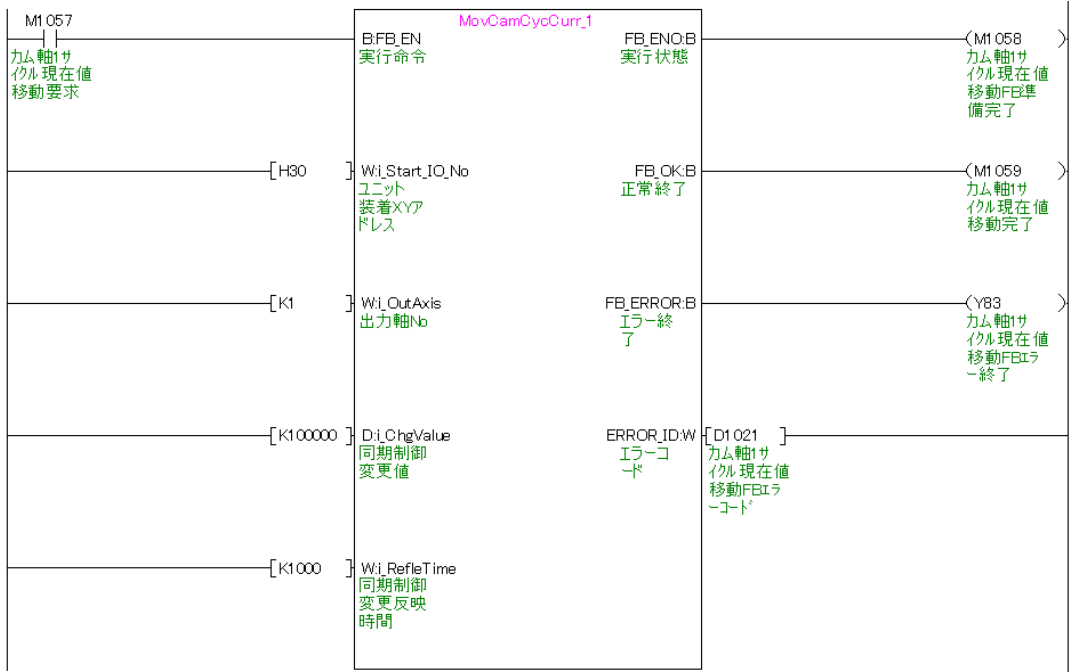 MovCamCycCurr_1
M1057
カム軸1サ
イクル現在値
移動要求
B:FB_EN
実行命令
FB_ENO:B
実行状態
M1058
カム軸1サ
イクル現在値
移動FB準
備完了
H30
W:i_Start_IO_No
ユニット
装着XYア
ドレス
FB_OK:B
正常終了
M1059
カム軸1サ
イクル現在値
移動完了
K1
W:i_OutAxis
出力軸No
FB_ERROR:B
エラー終
了
Y83
カム軸1サ
イクル現在値
移動FBエラ
ー終了
K100000
D:i_ChgValue
同期制御
変更値
ERROR_ID:W
エラーコ
ード
D1021
カム軸1サ
イクル現在値
移動FBエラ
ーコード
K1000
W:i_RefleTime
同期制御
変更反映
時間